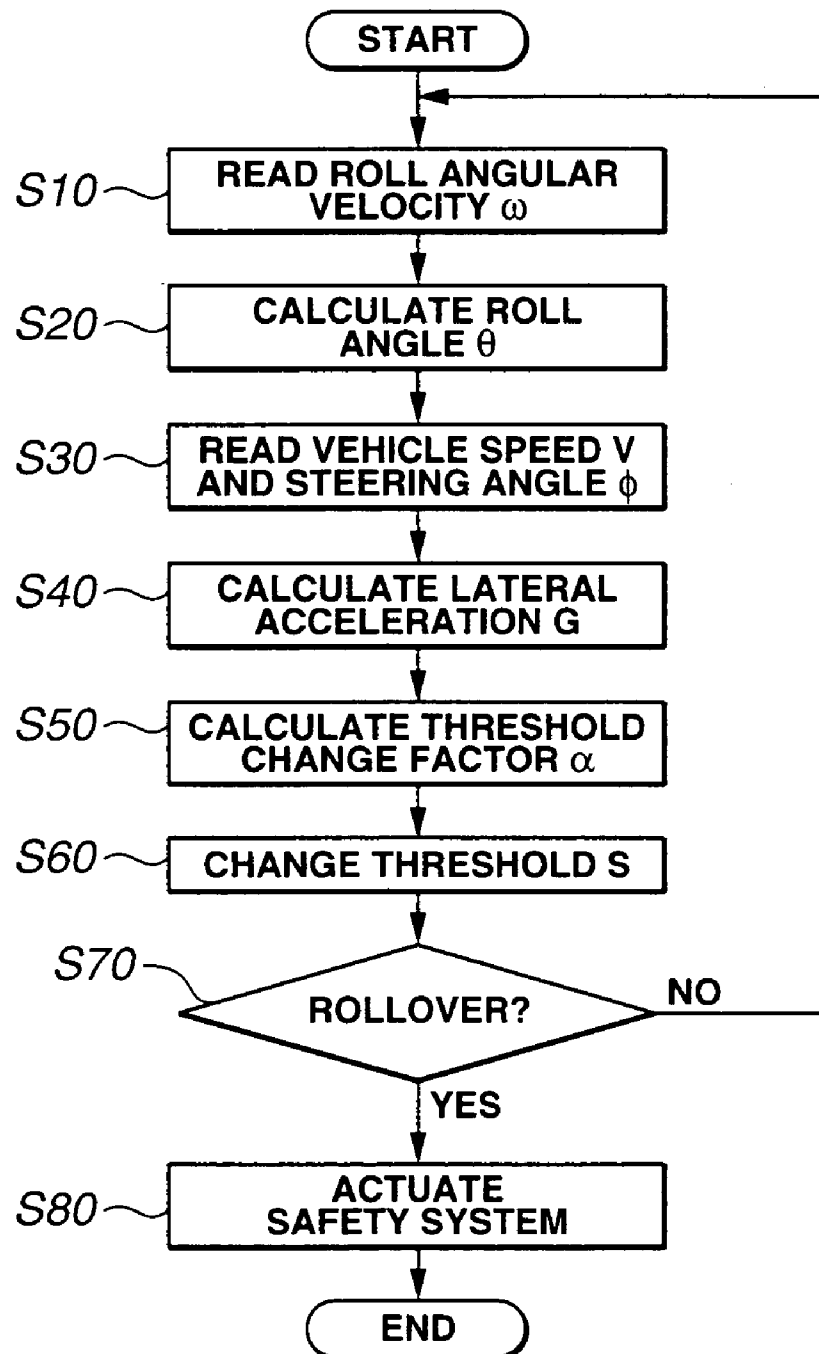 START
S10
READ ROLL ANGULAR
VELOCITY ω
S20
CALCULATE ROLL
ANGLE θ
S30
READ VEHICLE SPEED V
AND STEERING ANGLE ϕ
S40
CALCULATE LATERAL
ACCELERATION G
S50
CALCULATE THRESHOLD
CHANGE FACTOR α
S60
CHANGE THRESHOLD S
S70
ROLLOVER?
NO
YES
S80
ACTUATE
SAFETY SYSTEM
END